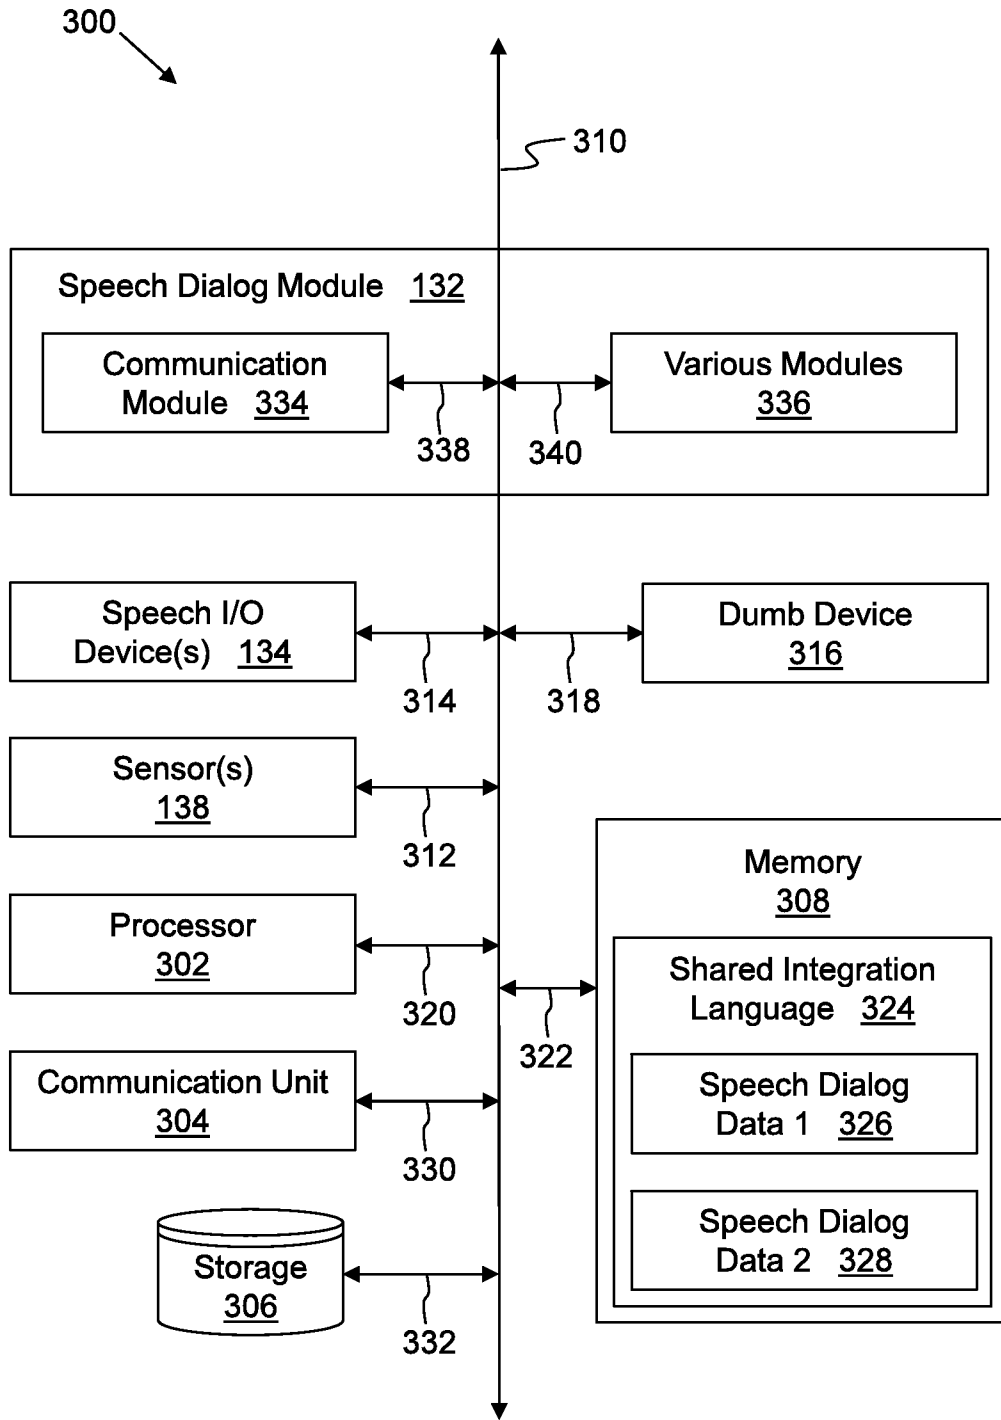 300
310
Speech Dialog Module 132
Communication
Module 334
Various Modules
336
338
340
Speech I/O
Device(s) 134
Dumb Device
316
314
318
Sensor(s)
138
312
Memory
308
Processor
302
320
Shared Integration
Language 324
322
Communication Unit
304
330
Speech Dialog
Data 1 326
Speech Dialog
Data 2 328
Storage
306
332